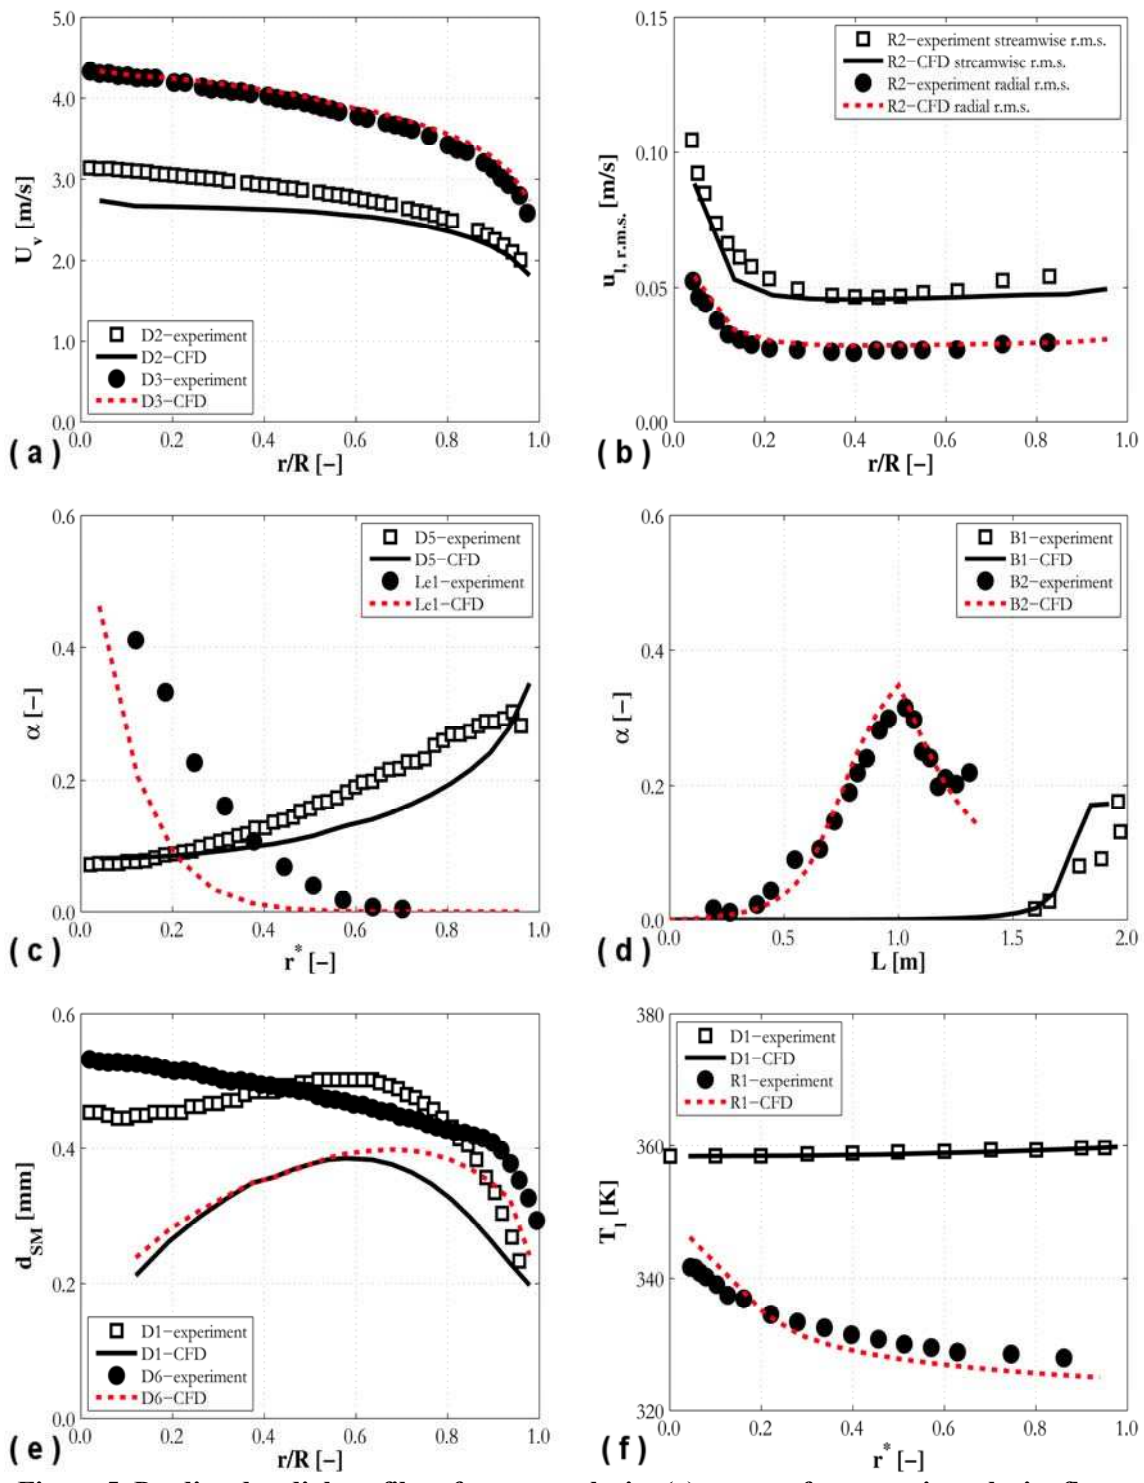 5.0
4.0
3.0
2.0
1.0
0.0
U_v [m/s]
D2−experiment
D2−CFD
D3−experiment
D3−CFD
0.0 0.2 0.4 0.6 0.8 1.0
r/R [−]
( a )
0.15
0.10
0.05
0.00
u_l, r.m.s. [m/s]
R2−experiment streamwise r.m.s.
R2−CFD streamwise r.m.s.
R2−experiment radial r.m.s.
R2−CFD radial r.m.s.
0.0 0.2 0.4 0.6 0.8 1.0
r/R [−]
( b )
0.6
0.4
0.2
0.0
α [−]
D5−experiment
D5−CFD
Le1−experiment
Le1−CFD
0.0 0.2 0.4 0.6 0.8 1.0
r* [−]
( c )
0.6
0.4
0.2
0.0
α [−]
B1−experiment
B1−CFD
B2−experiment
B2−CFD
0.0 0.5 1.0 1.5 2.0
L [m]
( d )
0.6
0.4
0.2
0.0
d_SM [mm]
D1−experiment
D1−CFD
D6−experiment
D6−CFD
0.0 0.2 0.4 0.6 0.8 1.0
r/R [−]
( e )
380
360
340
320
T_l [K]
D1−experiment
D1−CFD
R1−experiment
R1−CFD
0.0 0.2 0.4 0.6 0.8 1.0
r* [−]
( f )
Figure 5